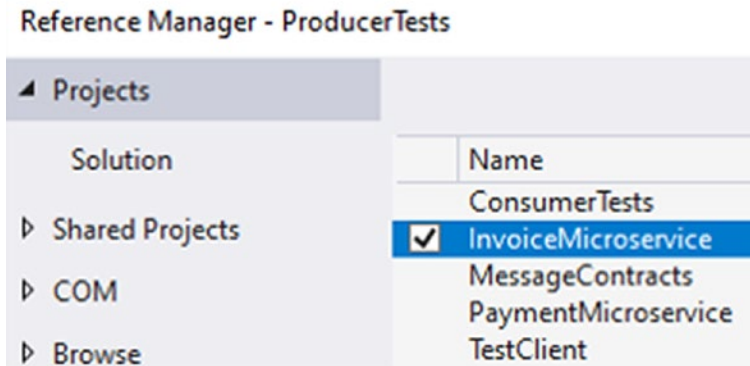 Reference Manager - ProducerTests
Projects
Solution
Shared Projects
COM
Browse
Name
ConsumerTests
InvoiceMicroservice
MessageContracts
PaymentMicroservice
TestClient